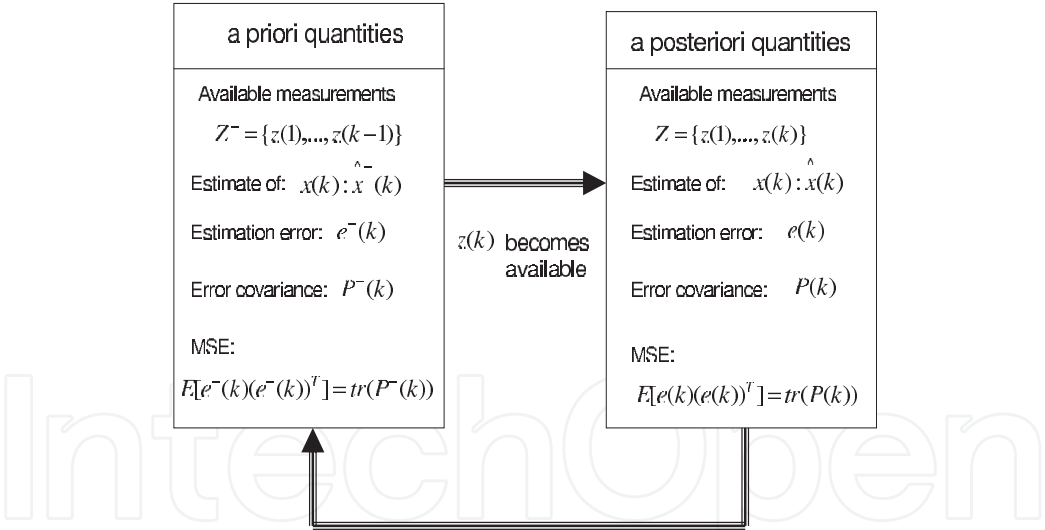 a priori quantities
Available measurements
Z⁻ = {z(1),...,z(k−1)}
Estimate of: x(k) : x̂⁻(k)
Estimation error: e⁻(k)
Error covariance: P⁻(k)
MSE:
E[e⁻(k)(e⁻(k))ᵀ] = tr(P⁻(k))
z(k) becomes
available
a posteriori quantities
Available measurements
Z = {z(1),...,z(k)}
Estimate of: x(k) : x̂(k)
Estimation error: e(k)
Error covariance: P(k)
MSE:
E[e(k)(e(k))ᵀ] = tr(P(k))
IntechOpen